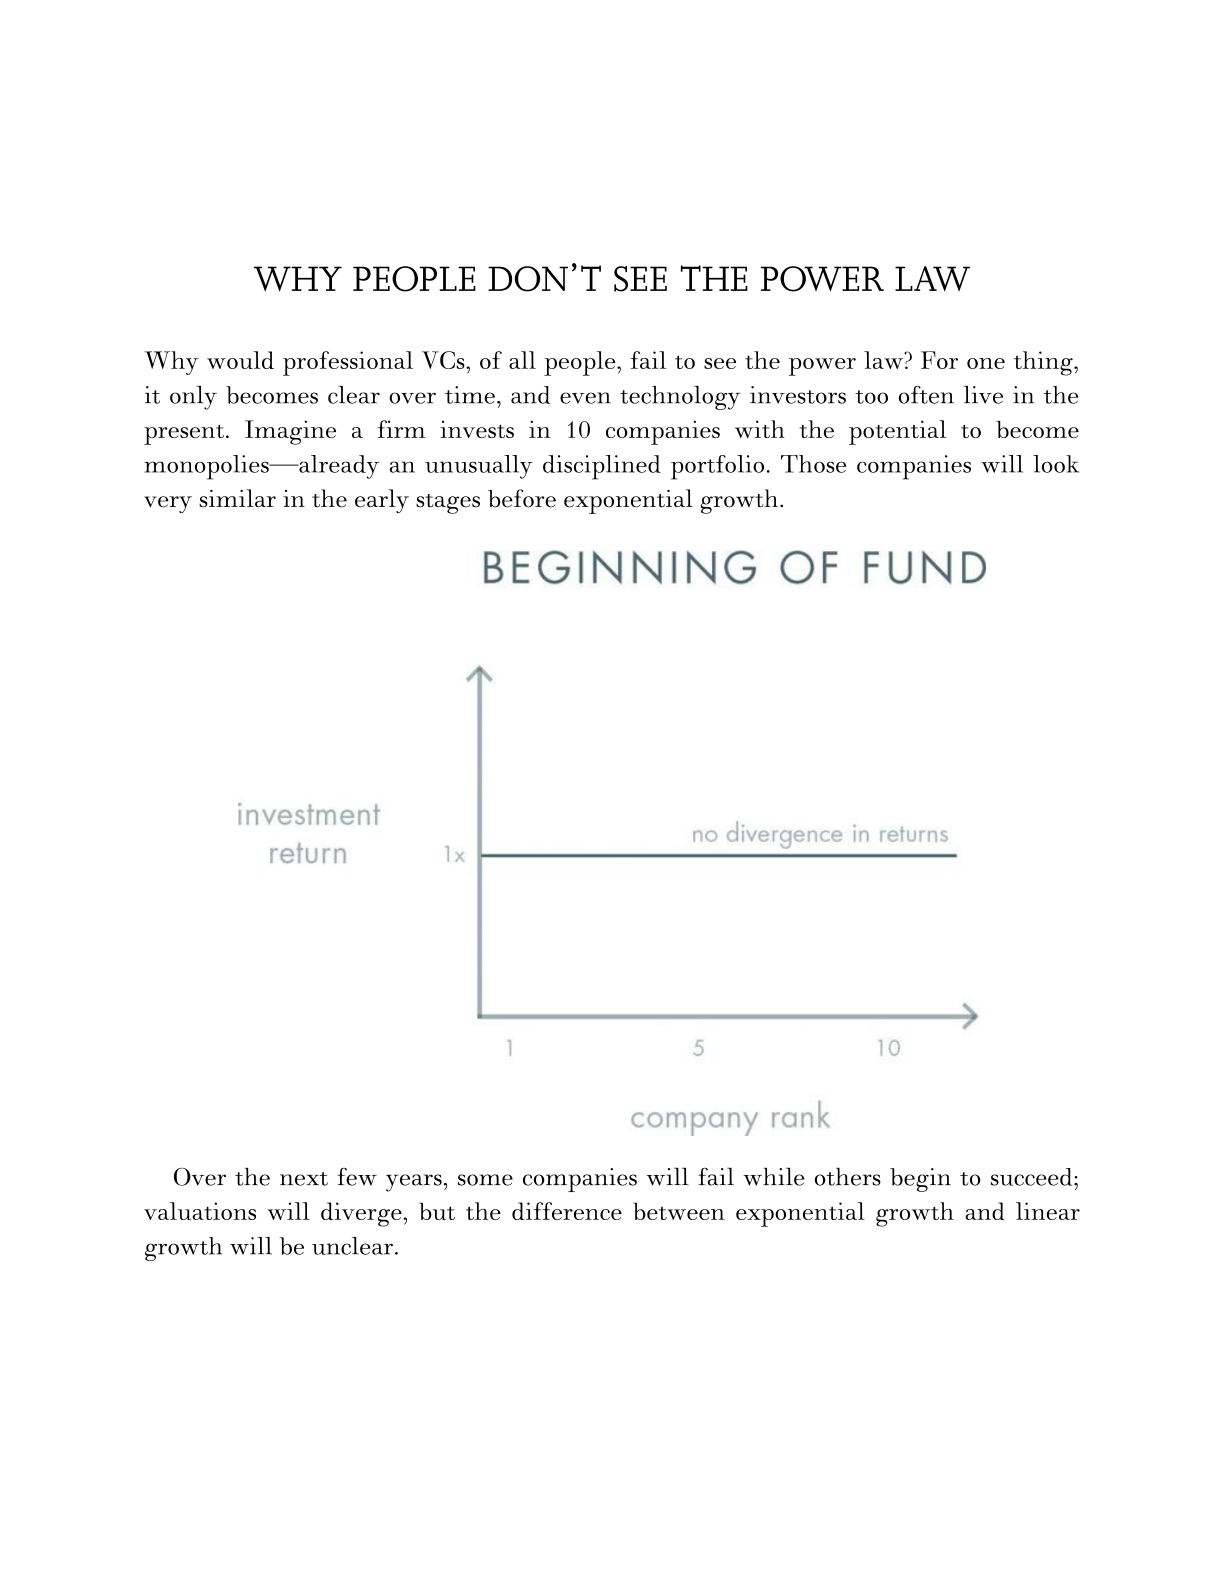 WHY PEOPLE DON’T SEE THE POWER LAW
Why would professional VCs, of all people, fail to see the power law? For one thing,
it only becomes clear over time, and even technology investors too often live in the
present. Imagine a firm invests in 10 companies with the potential to become
monopolies—already an unusually disciplined portfolio. Those companies will look
very similar in the early stages before exponential growth.
BEGINNING OF FUND
investment
return
no divergence in returns
1x
1 5 10
company rank
Over the next few years, some companies will fail while others begin to succeed;
valuations will diverge, but the difference between exponential growth and linear
growth will be unclear.